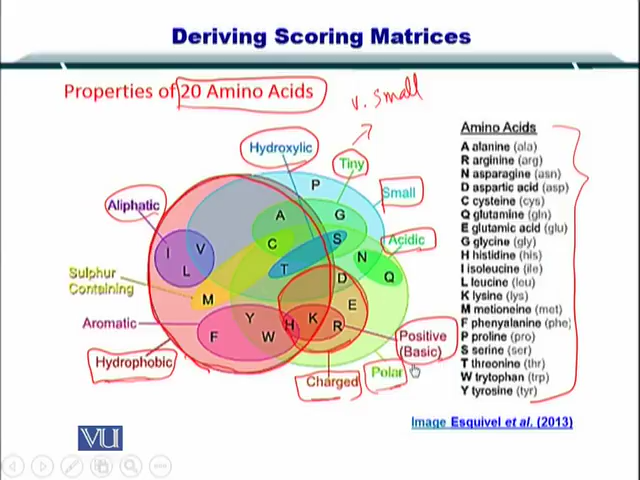 Deriving Scoring Matrices
Properties of 20 Amino Acids
v. small
Hydroxylic
Tiny
P
Small
Aliphatic
A
G
Acidic
C
S
I
V
L
T
N
Q
Sulphur
Containing
M
D
E
Aromatic
Y
H
K
R
F
W
Positive
(Basic)
Hydrophobic
Charged
Polar
Amino Acids
A alanine (ala)
R arginine (arg)
N asparagine (asn)
D aspartic acid (asp)
C cysteine (cys)
Q glutamine (gln)
E glutamic acid (glu)
G glycine (gly)
H histidine (his)
I isoleucine (ile)
L leucine (leu)
K lysine (lys)
M metioneine (met)
F phenyalanine (phe)
P proline (pro)
S serine (ser)
T threonine (thr)
W trytophan (trp)
Y tyrosine (tyr)
Image Esquivel et al. (2013)
VU